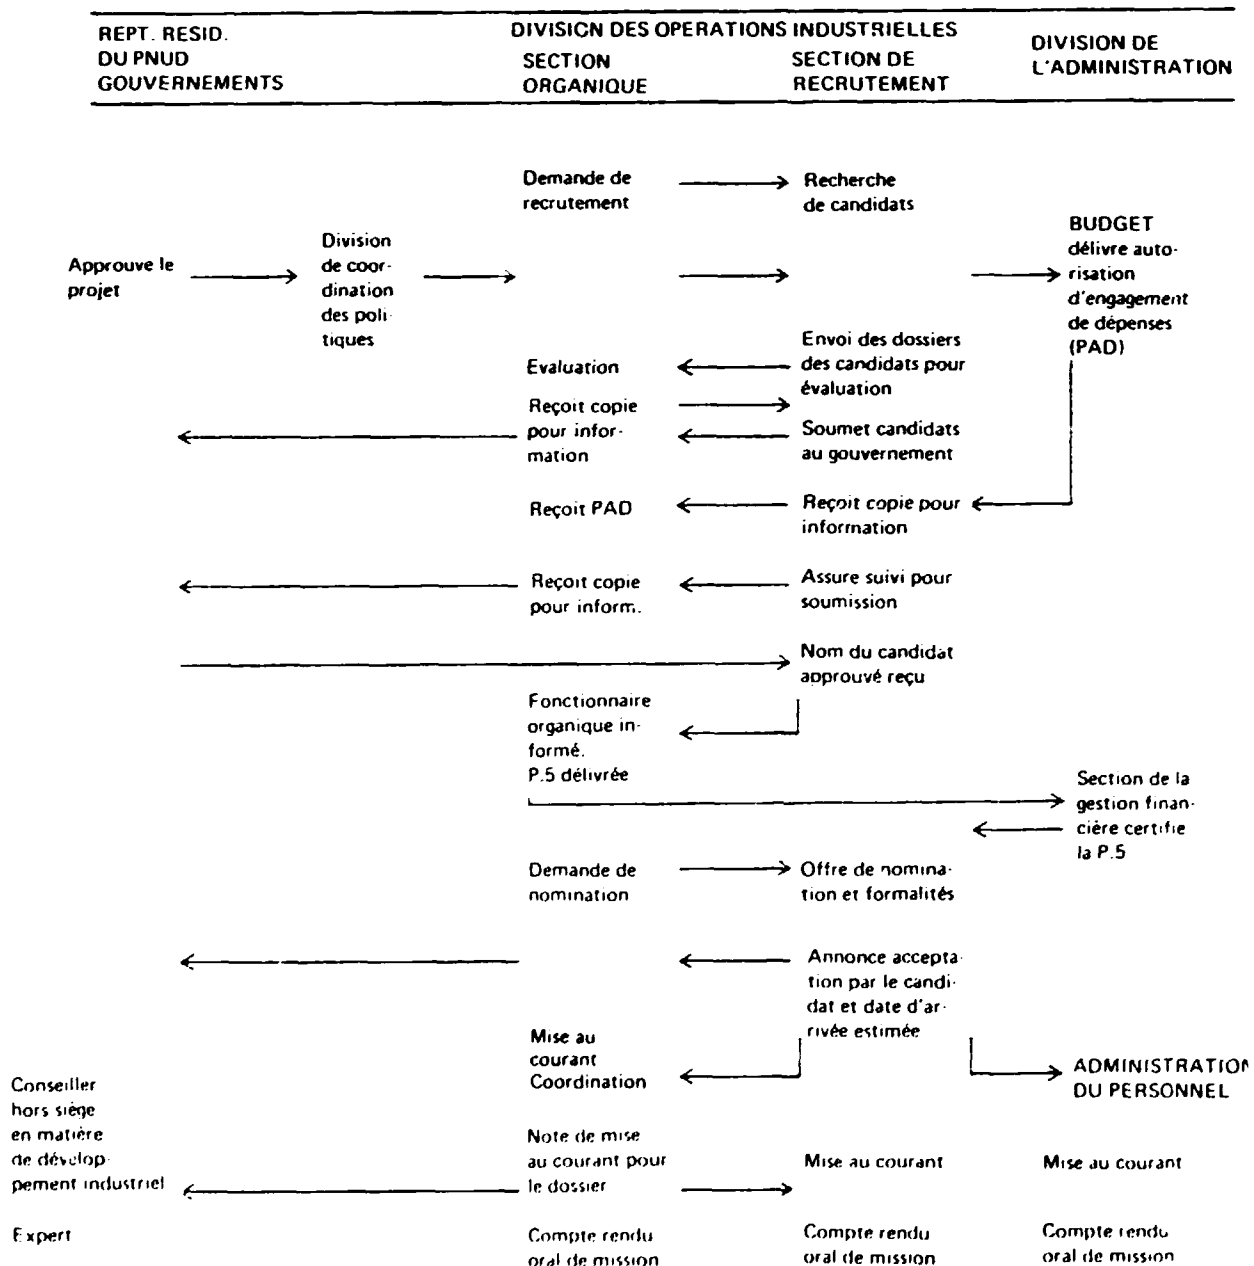 REPT. RESID.
DU PNUD
GOUVERNEMENTS
DIVISION DES OPERATIONS INDUSTRIELLES
SECTION
ORGANIQUE
SECTION DE
RECRUTEMENT
DIVISION DE
L'ADMINISTRATION
Demande de
recrutement
Recherche
de candidats
Approuve le
projet
Division
de coor-
dination
des poli-
tiques
BUDGET
délivre auto-
risation
d'engagement
de dépenses
(PAD)
Evaluation
Envoi des dossiers
des candidats pour
évaluation
Reçoit copie
pour infor-
mation
Soumet candidats
au gouvernement
Reçoit PAD
Reçoit copie pour
information
Reçoit copie
pour inform.
Assure suivi pour
soumission
Nom du candidat
approuvé reçu
Fonctionnaire
organique in-
formé.
P.5 délivrée
Section de la
gestion finan-
cière certifie
la P.5
Demande de
nomination
Offre de nomina-
tion et formalités
Annonce accepta-
tion par le candi-
dat et date d'ar-
rivée estimée
Mise au
courant
Coordination
ADMINISTRATION
DU PERSONNEL
Conseiller
hors siège
en matière
de dévelop-
pement industriel
Note de mise
au courant pour
le dossier
Mise au courant
Mise au courant
Expert
Compte rendu
oral de mission
Compte rendu
oral de mission
Compte rendu
oral de mission